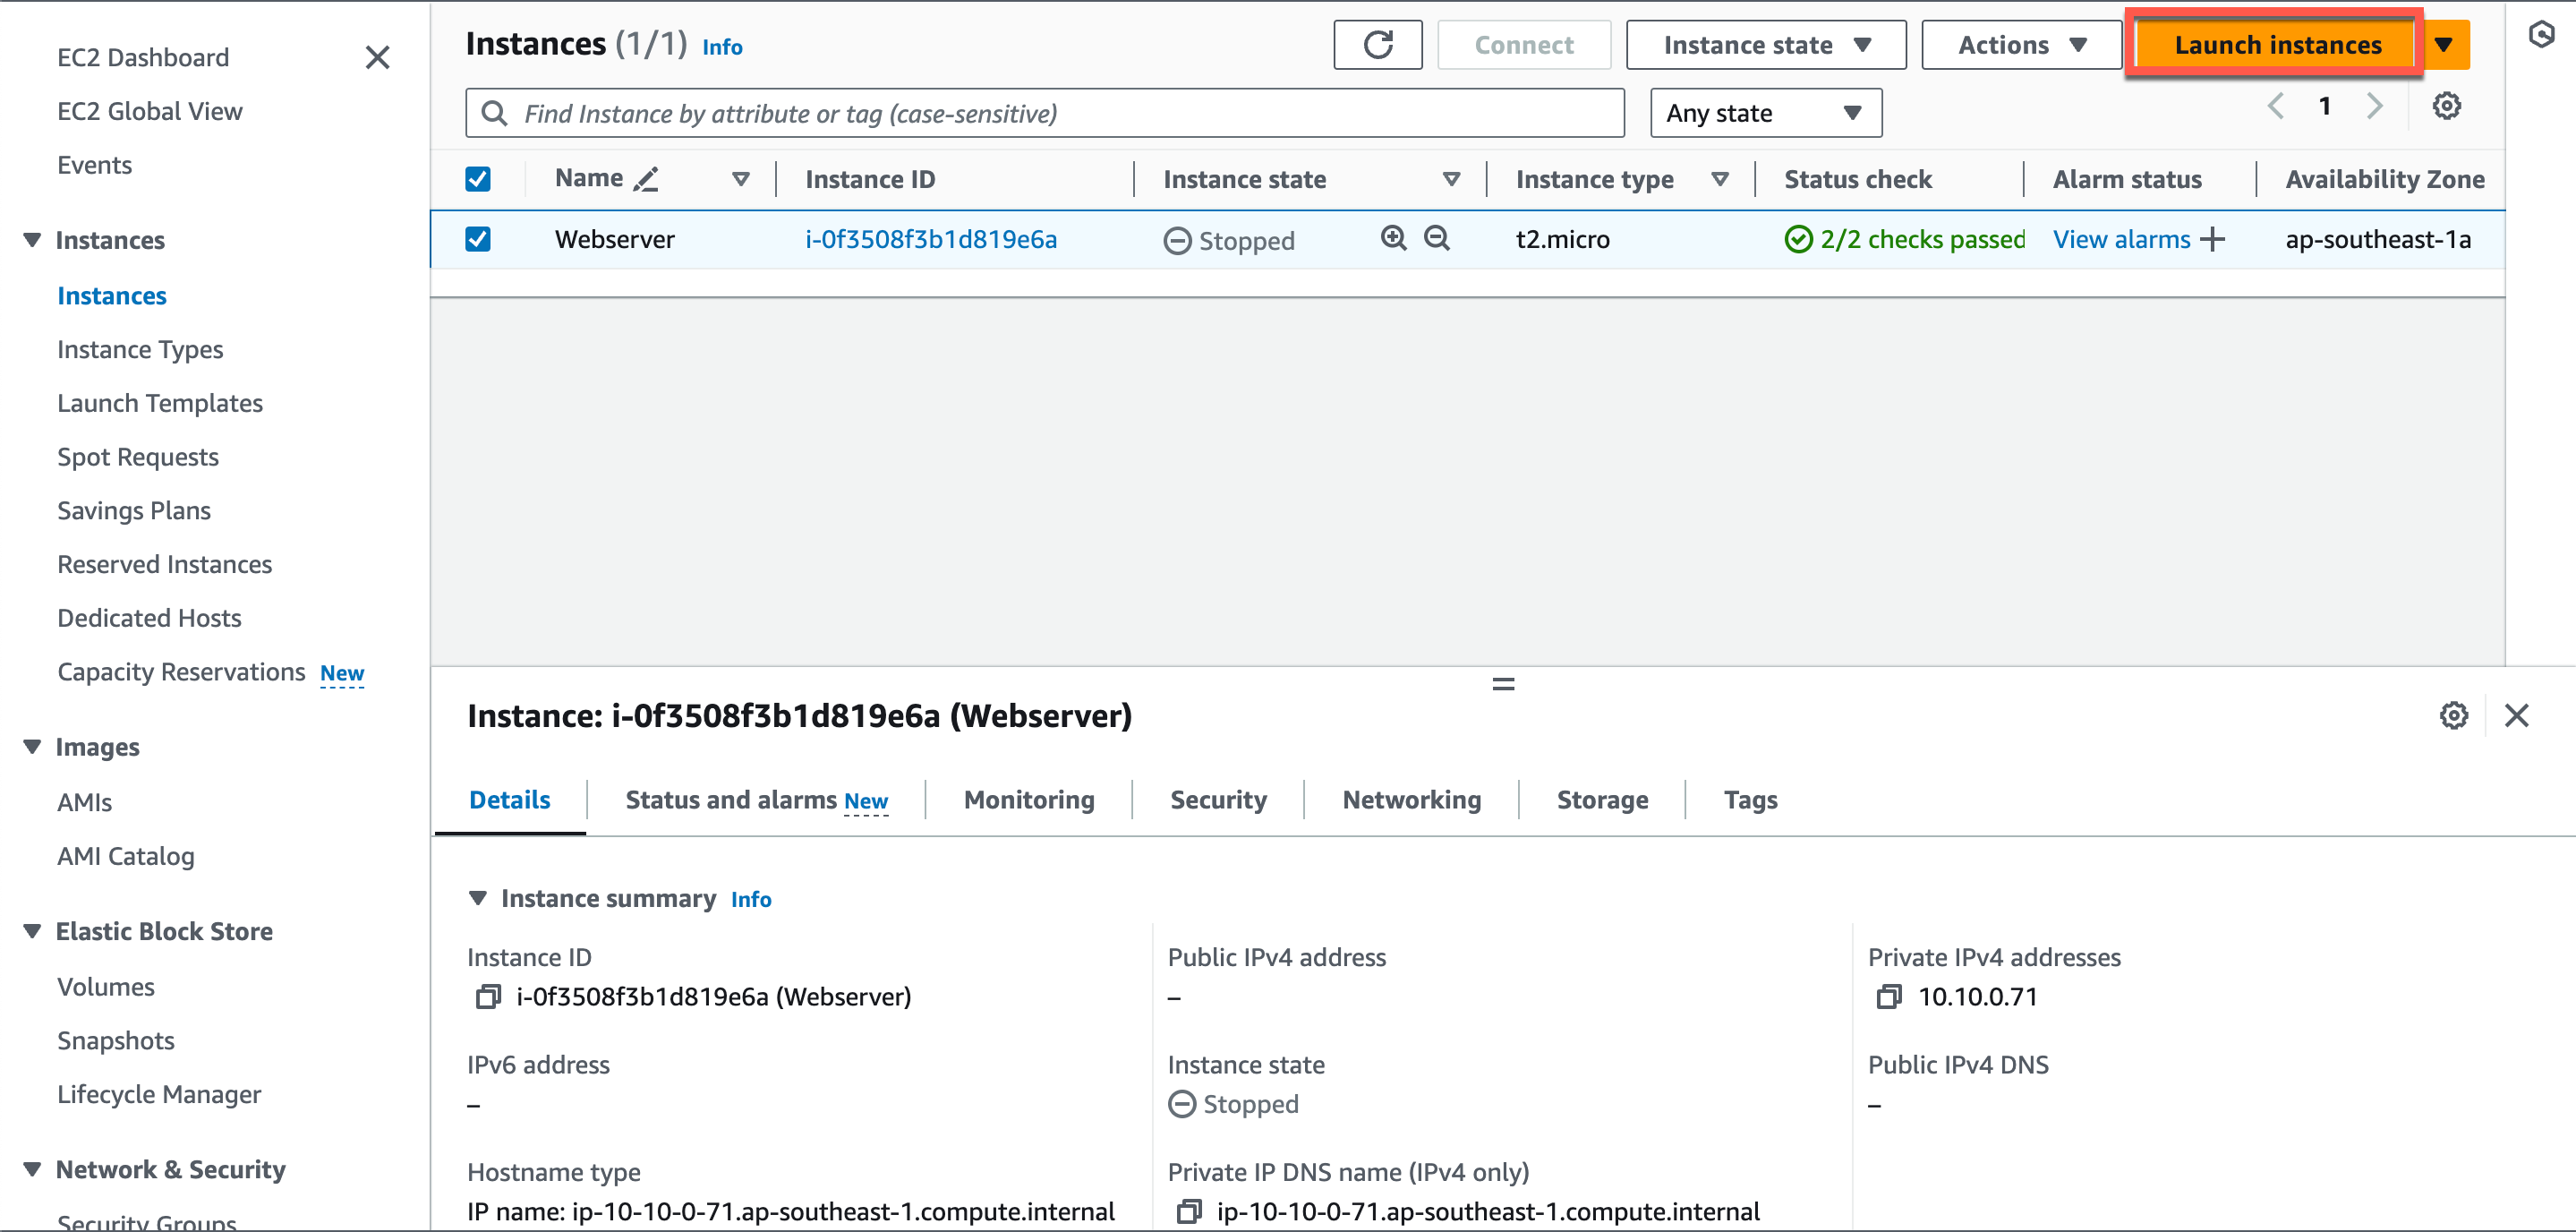 EC2 Dashboard
EC2 Global View
Events
Instances
Instances
Instance Types
Launch Templates
Spot Requests
Savings Plans
Reserved Instances
Dedicated Hosts
Capacity Reservations New
Images
AMIs
AMI Catalog
Elastic Block Store
Volumes
Snapshots
Lifecycle Manager
Network & Security
Security Groups
Instances (1/1) Info
Connect
Instance state
Actions
Launch instances
Find Instance by attribute or tag (case-sensitive)
Any state
1
Name Instance ID Instance state Instance type Status check Alarm status Availability Zone
Webserver i-0f3508f3b1d819e6a Stopped t2.micro 2/2 checks passed View alarms ap-southeast-1a
Instance: i-0f3508f3b1d819e6a (Webserver)
Details Status and alarms New Monitoring Security Networking Storage Tags
Instance summary Info
Instance ID
i-0f3508f3b1d819e6a (Webserver)
Public IPv4 address
–
Private IPv4 addresses
10.10.0.71
IPv6 address
–
Instance state
Stopped
Public IPv4 DNS
–
Hostname type
IP name: ip-10-10-0-71.ap-southeast-1.compute.internal
Private IP DNS name (IPv4 only)
ip-10-10-0-71.ap-southeast-1.compute.internal